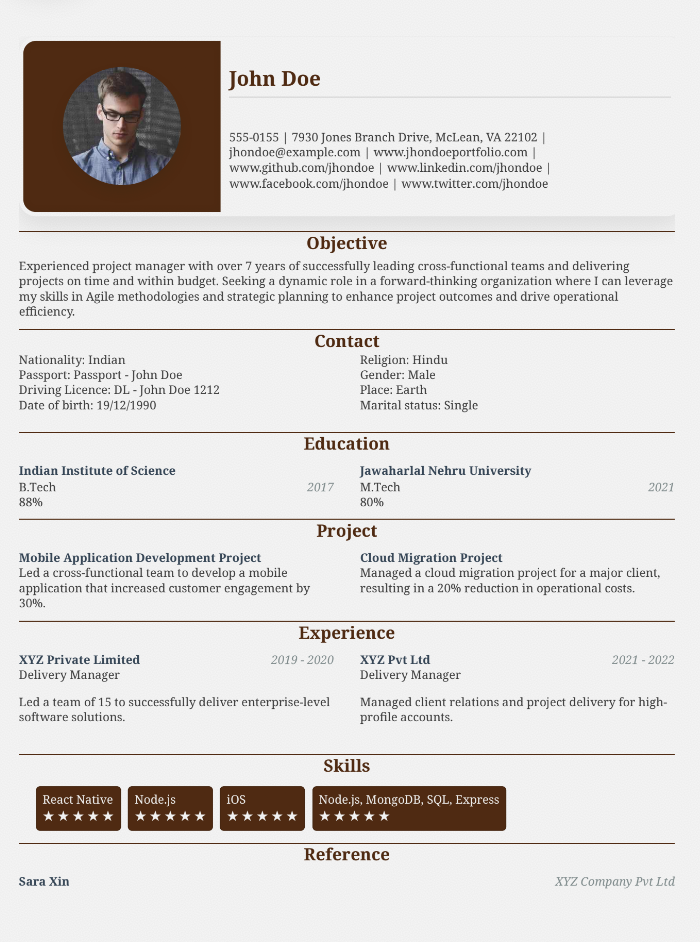 John Doe
555-0155 | 7930 Jones Branch Drive, McLean, VA 22102 |
jhondoe@example.com | www.jhondoeportfolio.com |
www.github.com/jhondoe | www.linkedin.com/jhondoe |
www.facebook.com/jhondoe | www.twitter.com/jhondoe
Objective
Experienced project manager with over 7 years of successfully leading cross-functional teams and delivering
projects on time and within budget. Seeking a dynamic role in a forward-thinking organization where I can leverage
my skills in Agile methodologies and strategic planning to enhance project outcomes and drive operational
efficiency.
Contact
Nationality: Indian
Passport: Passport - John Doe
Driving Licence: DL - John Doe 1212
Date of birth: 19/12/1990
Religion: Hindu
Gender: Male
Place: Earth
Marital status: Single
Education
Indian Institute of Science
B.Tech 2017
88%
Jawaharlal Nehru University
M.Tech 2021
80%
Project
Mobile Application Development Project
Led a cross-functional team to develop a mobile
application that increased customer engagement by
30%.
Cloud Migration Project
Managed a cloud migration project for a major client,
resulting in a 20% reduction in operational costs.
Experience
XYZ Private Limited 2019 - 2020
Delivery Manager
Led a team of 15 to successfully deliver enterprise-level
software solutions.
XYZ Pvt Ltd 2021 - 2022
Delivery Manager
Managed client relations and project delivery for high-
profile accounts.
Skills
React Native
★★★★★
Node.js
★★★★★
iOS
★★★★★
Node.js, MongoDB, SQL, Express
★★★★★
Reference
Sara Xin XYZ Company Pvt Ltd